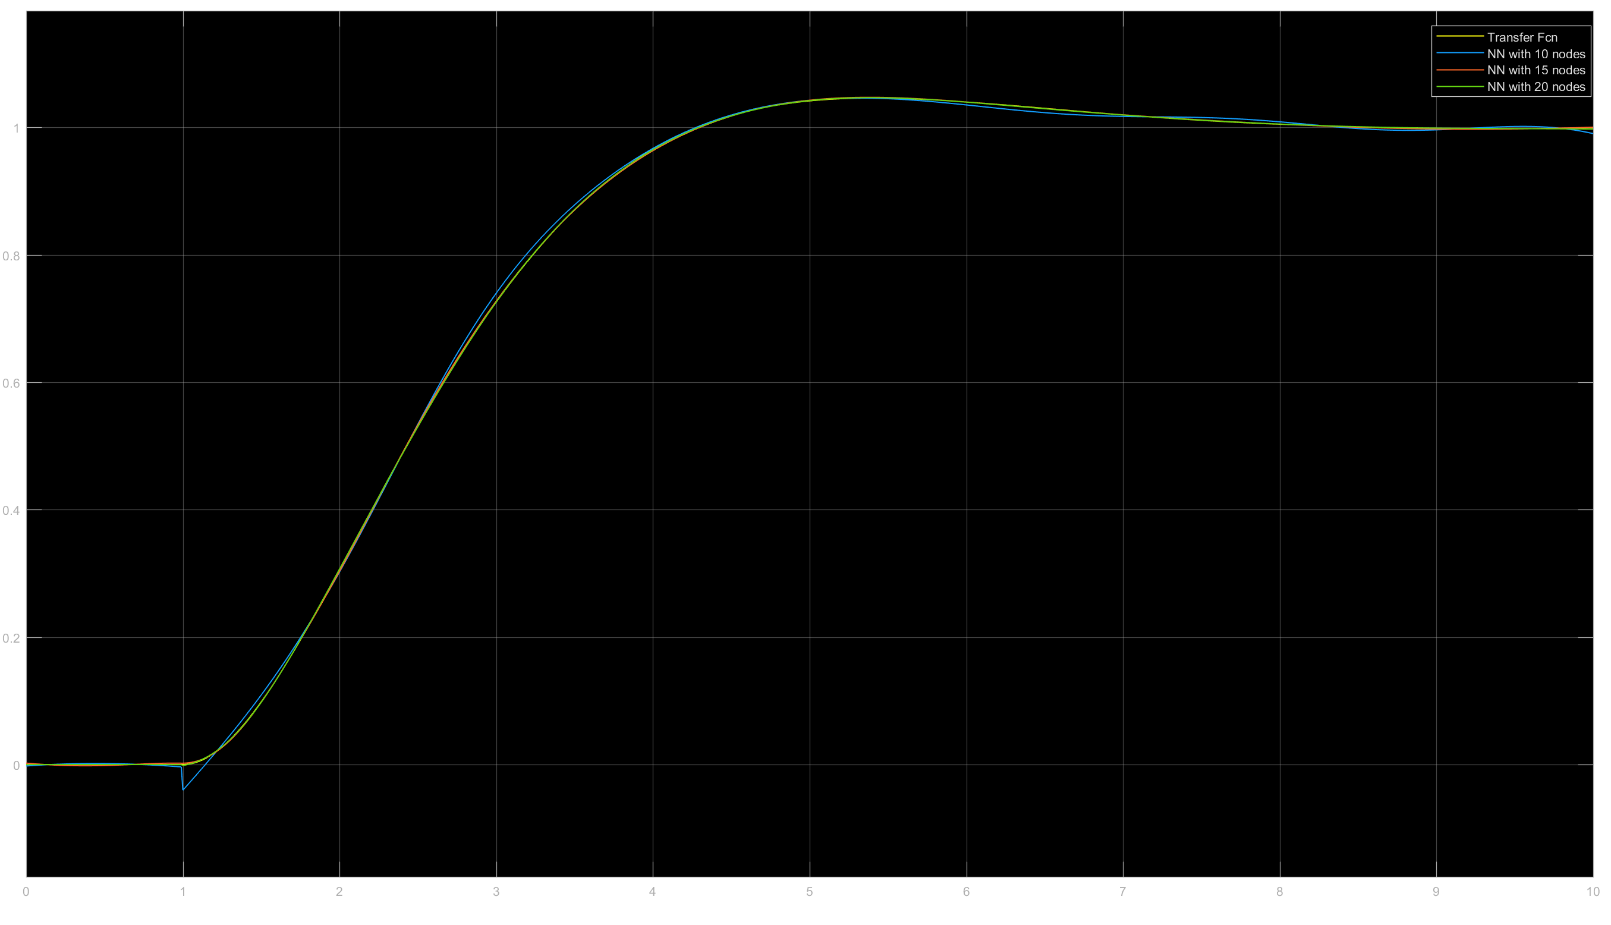 Transfer Fcn
NN with 10 nodes
NN with 15 nodes
NN with 20 nodes
1
0.8
0.6
0.4
0.2
0
0 1 2 3 4 5 6 7 8 9 10